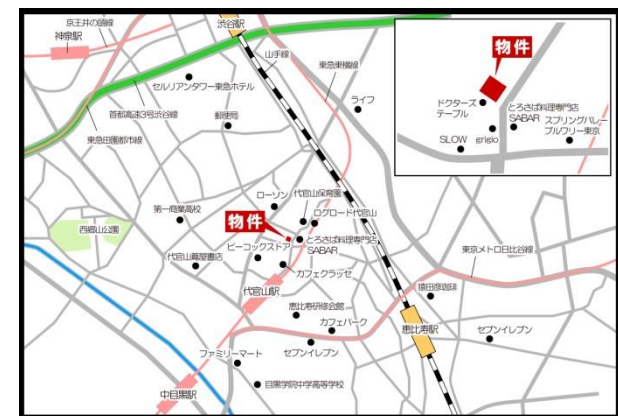 京王井の頭線
渋谷駅
神泉駅
山手線
東急東横線
セルリアンタワー東急ホテル
首都高速3号渋谷線
ライフ
東急田園都市線
郵便局
物件
ドクターズ
テーブル
とろさば料理専門店
SABAR
スプリングバレー
ブルワリー東京
SLOW
grigio
ローソン
代官山保育園
第一商業高校
ログロード代官山
物件
西郷山公園
とろさば料理専門店
SABAR
ピーコックストア
代官山蔦屋書店
カフェクラッセ
東京メトロ日比谷線
代官山駅
猿田彦珈琲
恵比寿研修会館
カフェパーク
恵比寿駅
セブンイレブン
ファミリーマート
セブンイレブン
中目黒駅
目黒学院中学高等学校